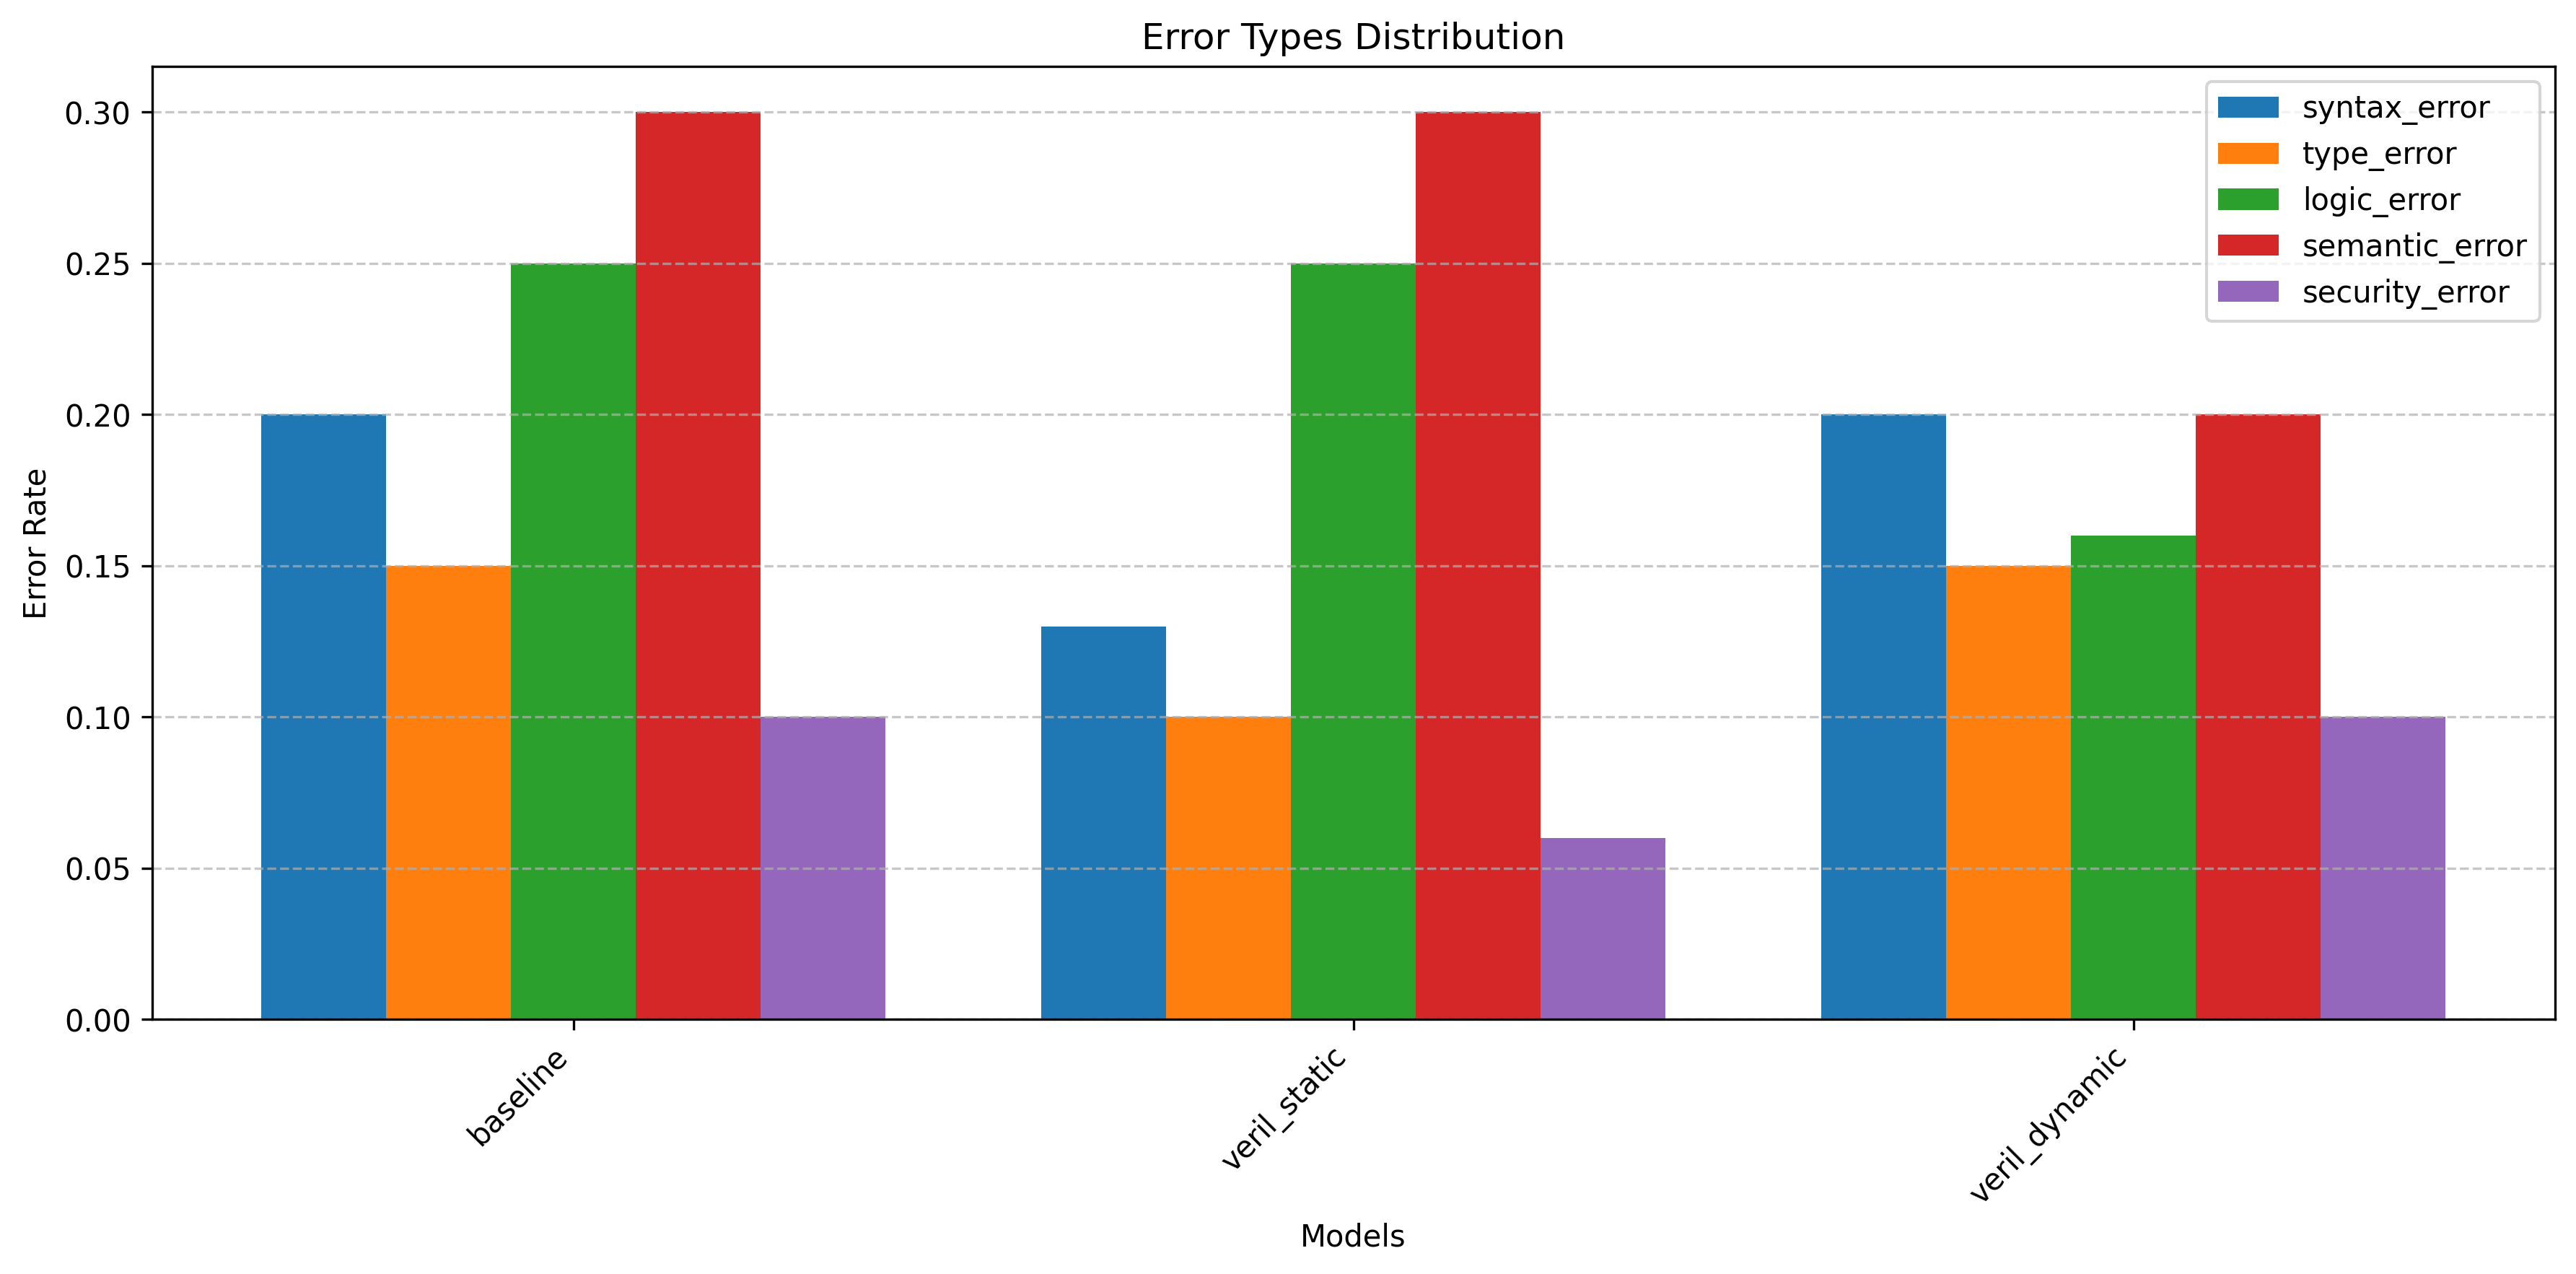 Error Types Distribution
syntax_error
type_error
logic_error
semantic_error
security_error
Error Rate
0.30
0.25
0.20
0.15
0.10
0.05
0.00
baseline
veril_static
veril_dynamic
Models